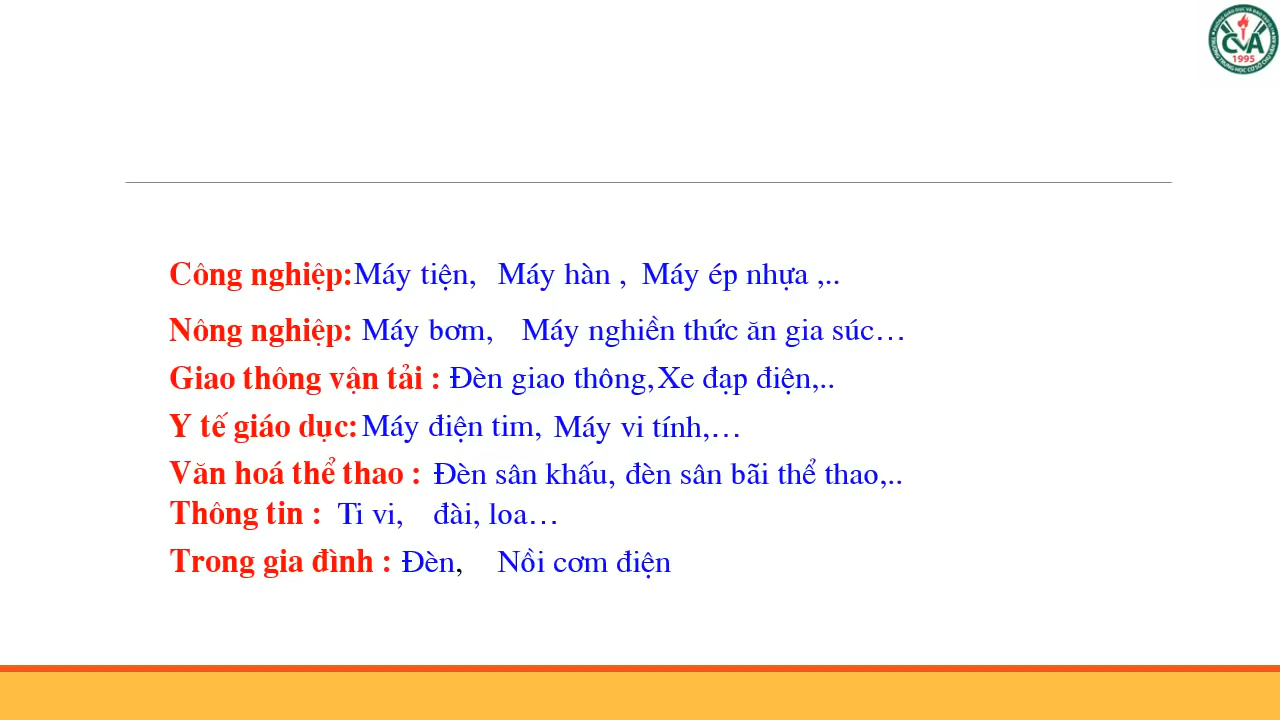 CVA
1995
Công nghiệp:Máy tiện, Máy hàn , Máy ép nhựa ,..
Nông nghiệp: Máy bơm, Máy nghiền thức ăn gia súc…
Giao thông vận tải : Đèn giao thông,Xe đạp điện,..
Y tế giáo dục:Máy điện tim, Máy vi tính,…
Văn hoá thể thao : Đèn sân khấu, đèn sân bãi thể thao,..
Thông tin : Ti vi, đài, loa…
Trong gia đình : Đèn, Nồi cơm điện